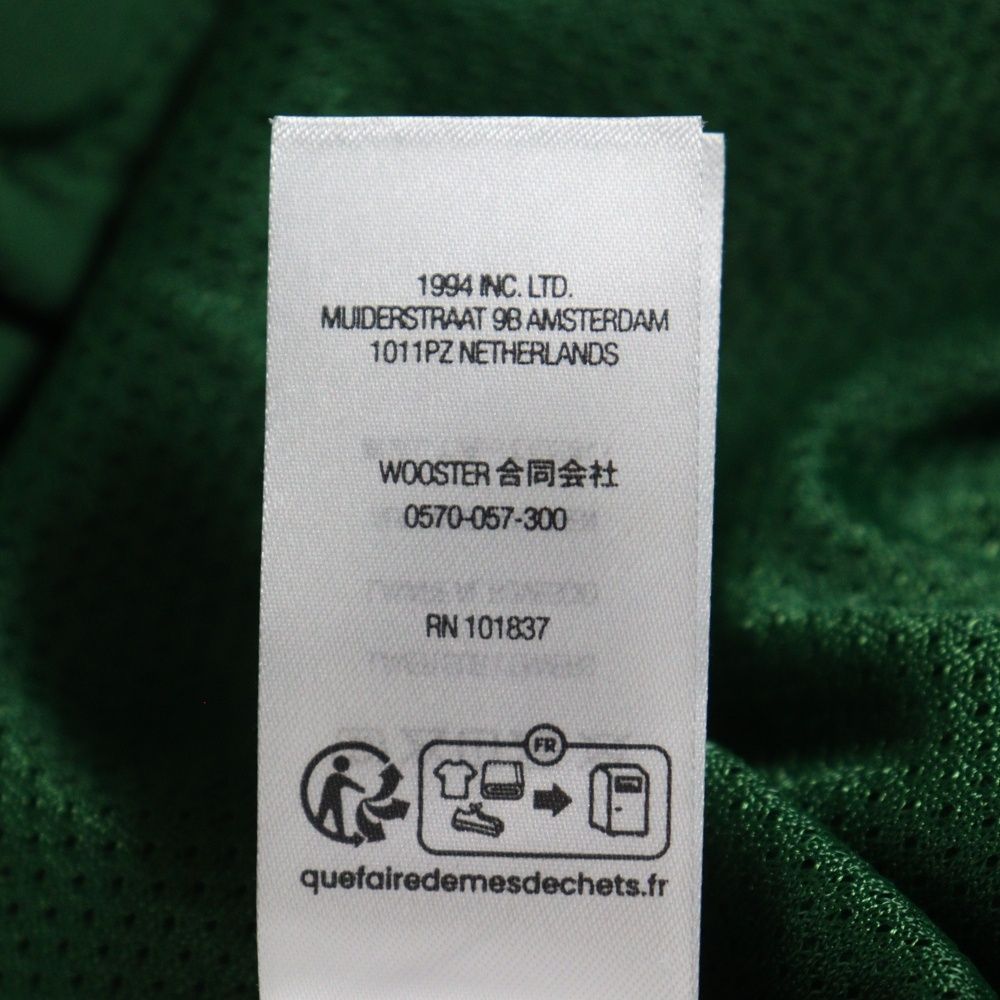 1994 INC. LTD.
MUIDERSTRAAT 9B AMSTERDAM
1011PZ NETHERLANDS
WOOSTER 合同会社
0570-057-300
RN 101837
FR
quefairedemesdechets.fr